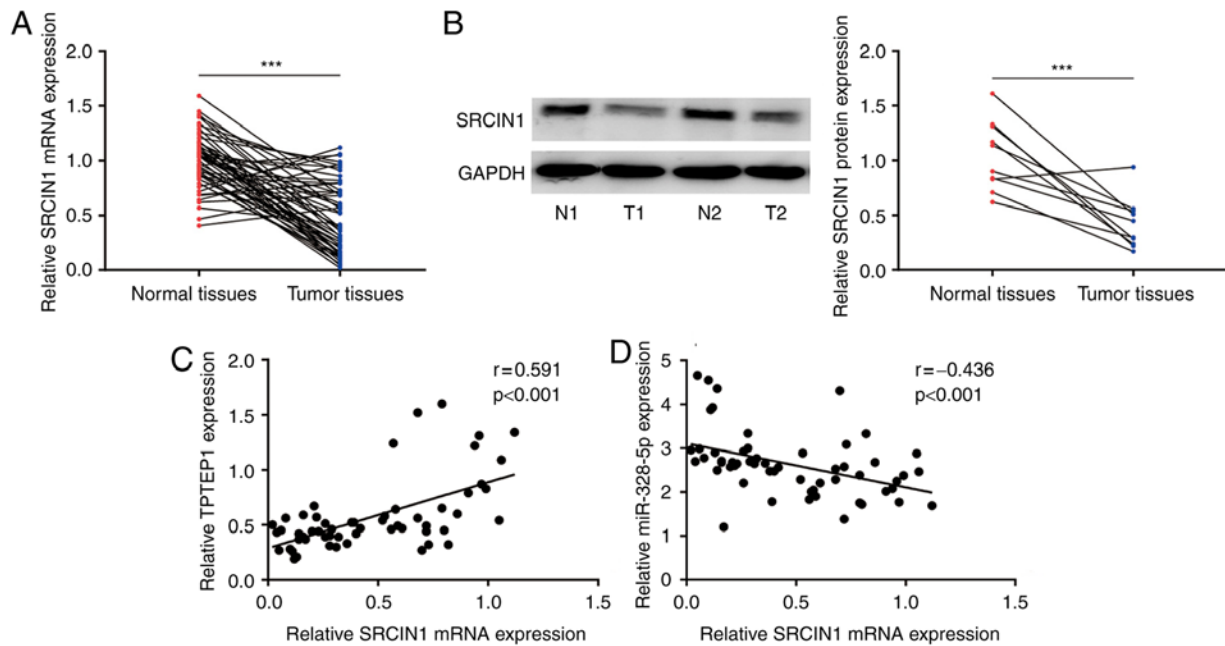 A
Relative SRCIN1 mRNA expression
2.0
1.5
1.0
0.5
0.0
***
Normal tissues
Tumor tissues
B
SRCIN1
GAPDH
N1 T1 N2 T2
Relative SRCIN1 protein expression
2.0
1.5
1.0
0.5
0.0
***
Normal tissues
Tumor tissues
C
Relative TPTEP1 expression
2.0
1.5
1.0
0.5
0.0
r=0.591
p<0.001
0.0 0.5 1.0 1.5
Relative SRCIN1 mRNA expression
D
Relative miR-328-5p expression
5
4
3
2
1
0
r=−0.436
p<0.001
0.0 0.5 1.0 1.5
Relative SRCIN1 mRNA expression